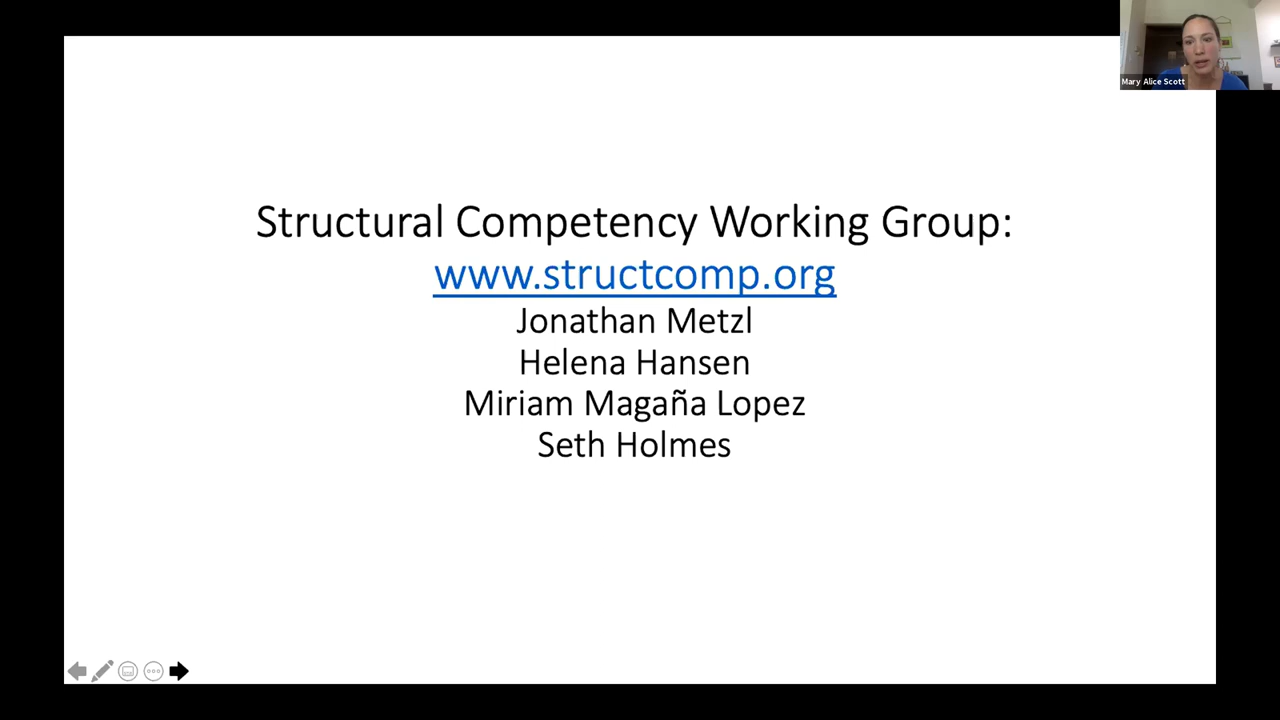 Mary Alice Scott
Structural Competency Working Group:
www.structcomp.org
Jonathan Metzl
Helena Hansen
Miriam Magaña Lopez
Seth Holmes